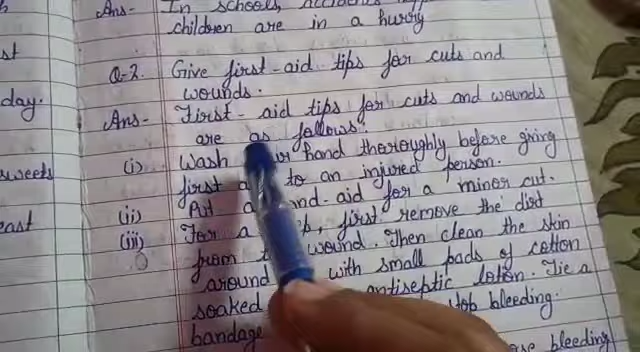 Ans- In schools, accidents
children are in a hurry
Q-2. Give first-aid tips for cuts and
wounds.
Ans- First-aid tips for cuts and wounds
are as follows:
(i) Wash hand thoroughly before giving
first to an injured person.
(ii) Put a for a minor cut.
(iii) For a , first remove the dirt
from wound. Then clean the skin
around with small pads of cotton
soaked antiseptic lotion. Tie a
bandage stop bleeding.
bleeding
st
day.
sweets
east